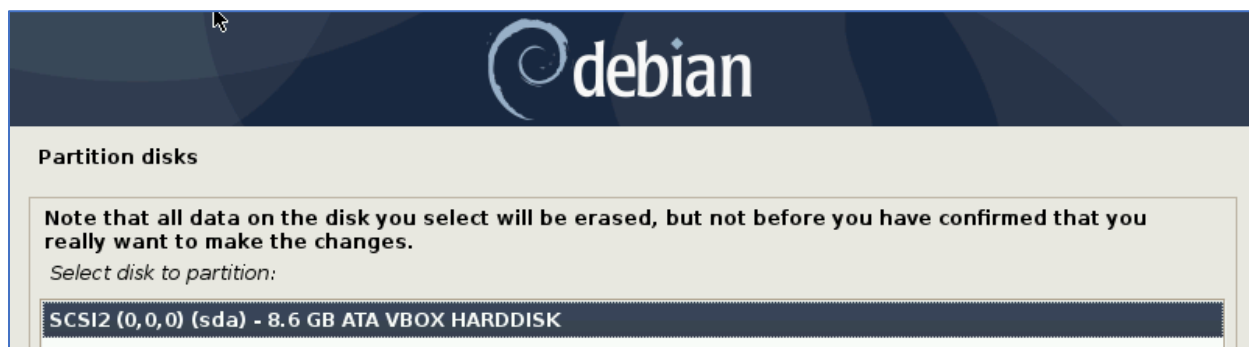 debian
Partition disks
Note that all data on the disk you select will be erased, but not before you have confirmed that you
really want to make the changes.
Select disk to partition:
SCSI2 (0,0,0) (sda) - 8.6 GB ATA VBOX HARDDISK